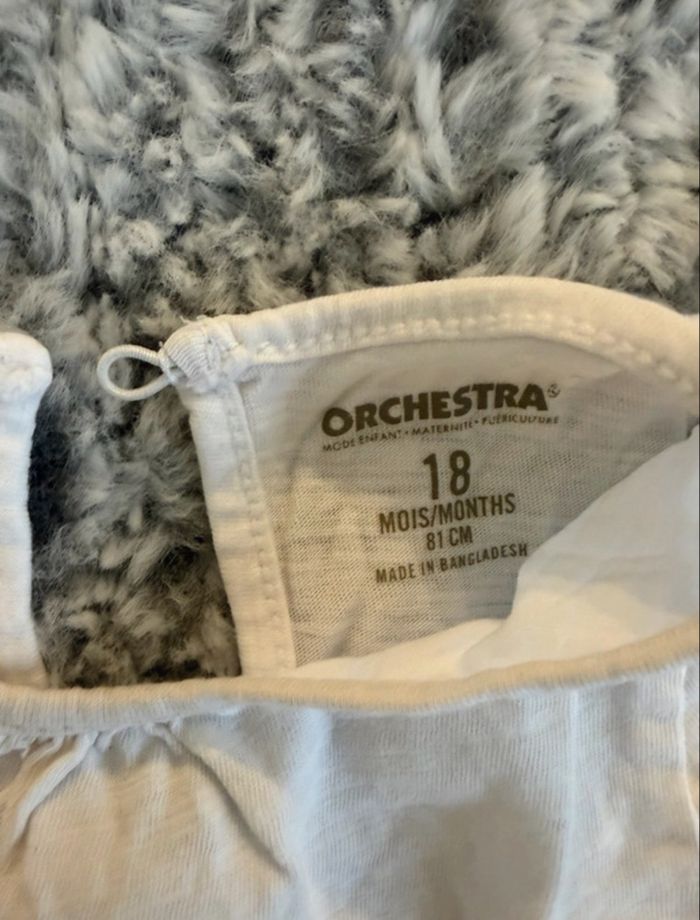 ORCHESTRA®
MODE ENFANT • MATERNITÉ • PUÉRICULTURE
18
MOIS/MONTHS
81 CM
MADE IN BANGLADESH